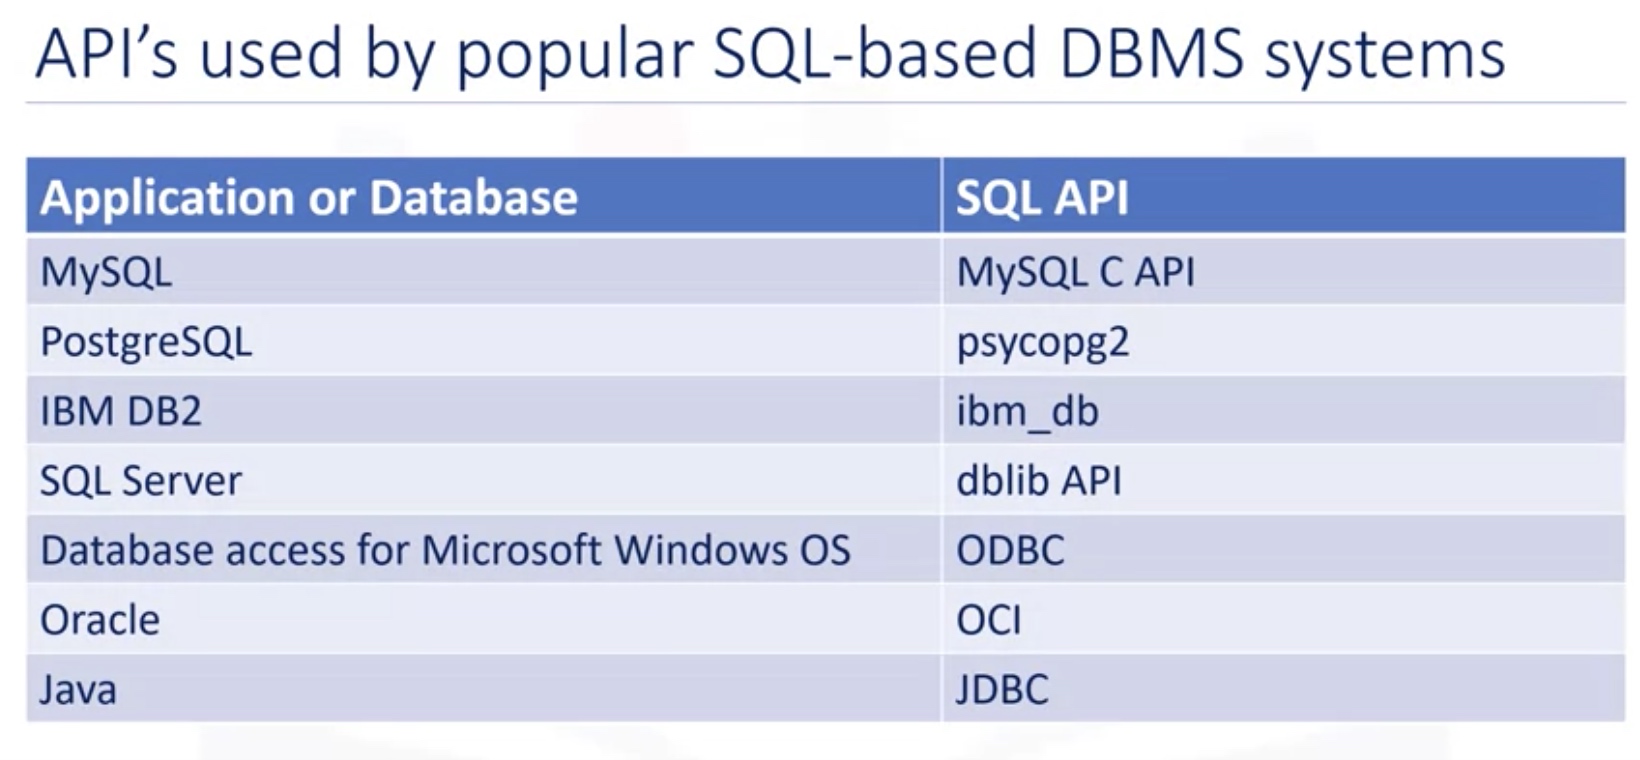 API’s used by popular SQL-based DBMS systems
Application or Database SQL API
MySQL MySQL C API
PostgreSQL psycopg2
IBM DB2 ibm_db
SQL Server dblib API
Database access for Microsoft Windows OS ODBC
Oracle OCI
Java JDBC